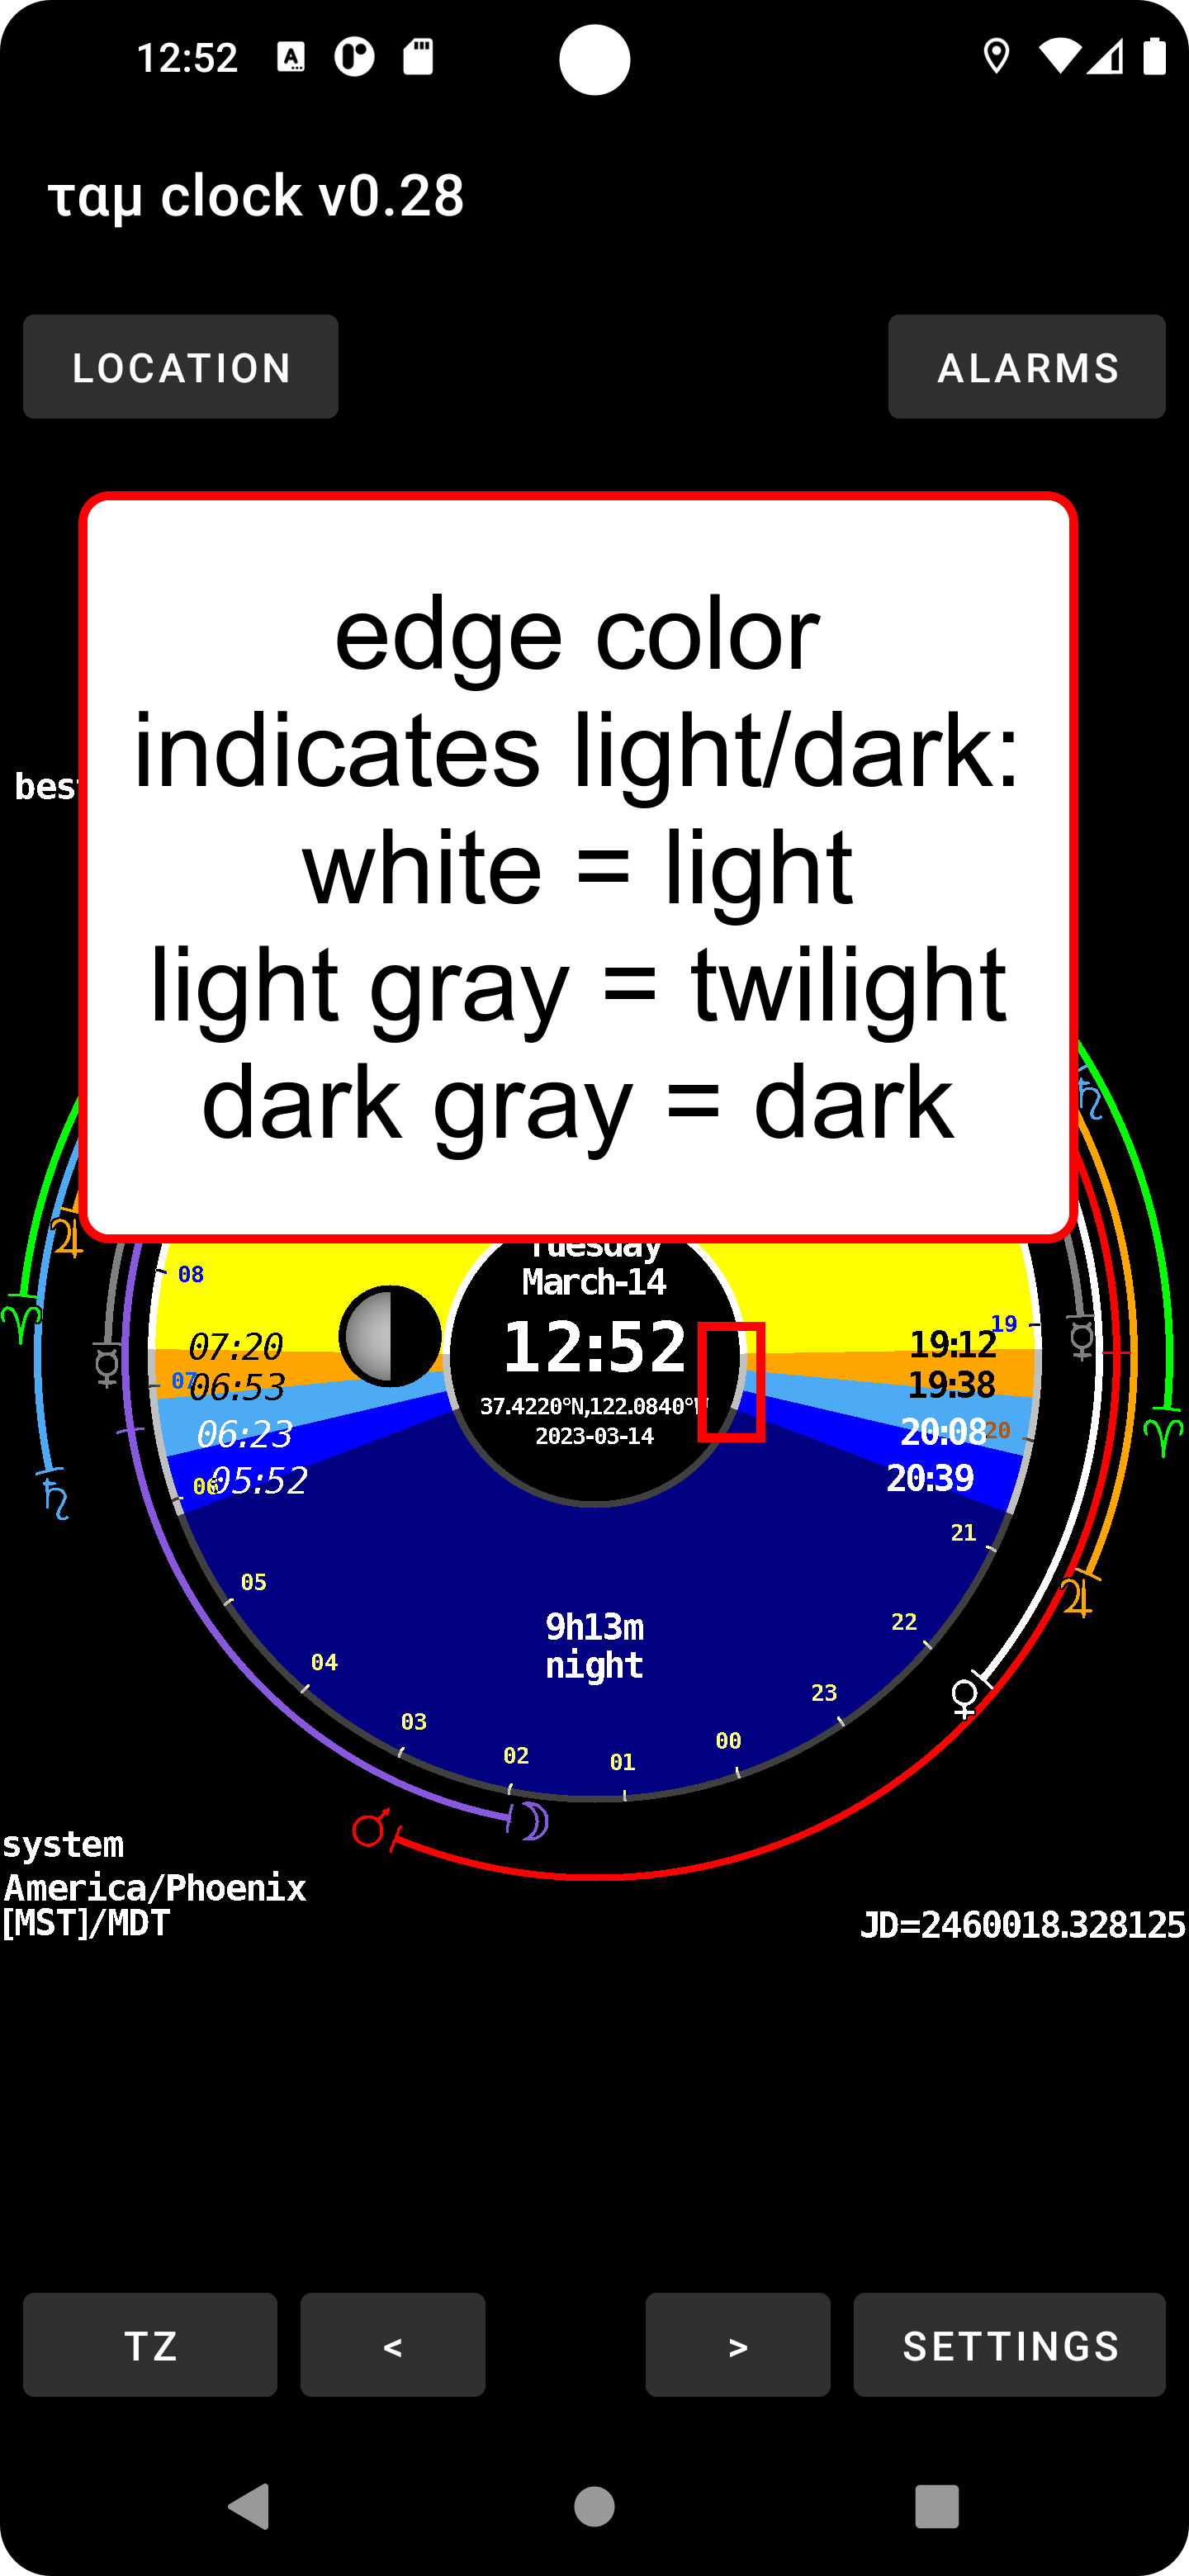 12:52
ταμ clock v0.28
LOCATION
ALARMS
edge color
indicates light/dark:
white = light
light gray = twilight
dark gray = dark
Tuesday
March-14
12:52
37.4220°N,122.0840°W
2023-03-14
08
07:20
07
06:53
06:23
06
05:52
05
04
03
02
01
00
23
22
21
20:39
20:08
20
19:38
19:12
19
9h13m
night
system
America/Phoenix
[MST]/MDT
JD=2460018.328125
TZ
<
>
SETTINGS